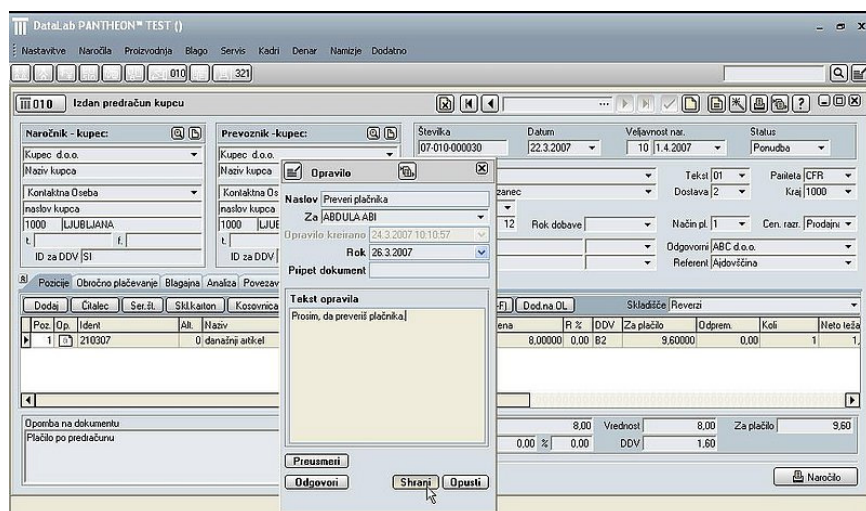 DataLab PANTHEON™ TEST ()
Nastavitve Naročila Proizvodnja Blago Servis Kadri Denar Namizje Dodatno
010 321
010 Izdan predračun kupcu
Naročnik - kupec: Prevoznik -kupec: Številka Datum Veljavnost nar. Status
Kupec d.o.o. Kupec d.o.o. 07-010-000030 22.3.2007 10 1.4.2007 Ponudba
Naziv kupca Naziv kupca Tekst 01 Pariteta CFR
Kontaktna Oseba Kontaktna Os Dostava 2 Kraj 1000
naslov kupca naslov kupca
1000 LJUBLJANA 1000 LJUB 12 Rok dobave Način pl. 1 Cen. razr. Prodajni
t. f. t. Odgovorni ABC d.o.o.
ID za DDV SI ID za DDV Referent Ajdovščina
Opravilo
Naslov Preveri plačnika
Za ABDULA ABI
Opravilo kreirano 24.3.2007 10:10:57
Rok 26.3.2007
Pripet dokument
Tekst opravila
Prosim, da preveriš plačnika.
Preusmeri
Odgovori Shrani Opusti
Pozicije Obročno plačevanje Blagajna Analiza Povezav
Dodaj Čitalec Ser.št. Skl.karton Kosovnica Dod.na OL Skladišče Reverzi
Poz. Op. Ident Alt. Naziv ena R % DDV Za plačilo Odprem. Koli Neto teža
1 210307 0 današnji artikel 8,00000 0,00 B2 9,60000 0,00 1 1,
Opomba na dokumentu 8,00 Vrednost 8,00 Za plačilo 9,60
Plačilo po predračunu 0,00 % 0,00 DDV 1,60
Naročilo